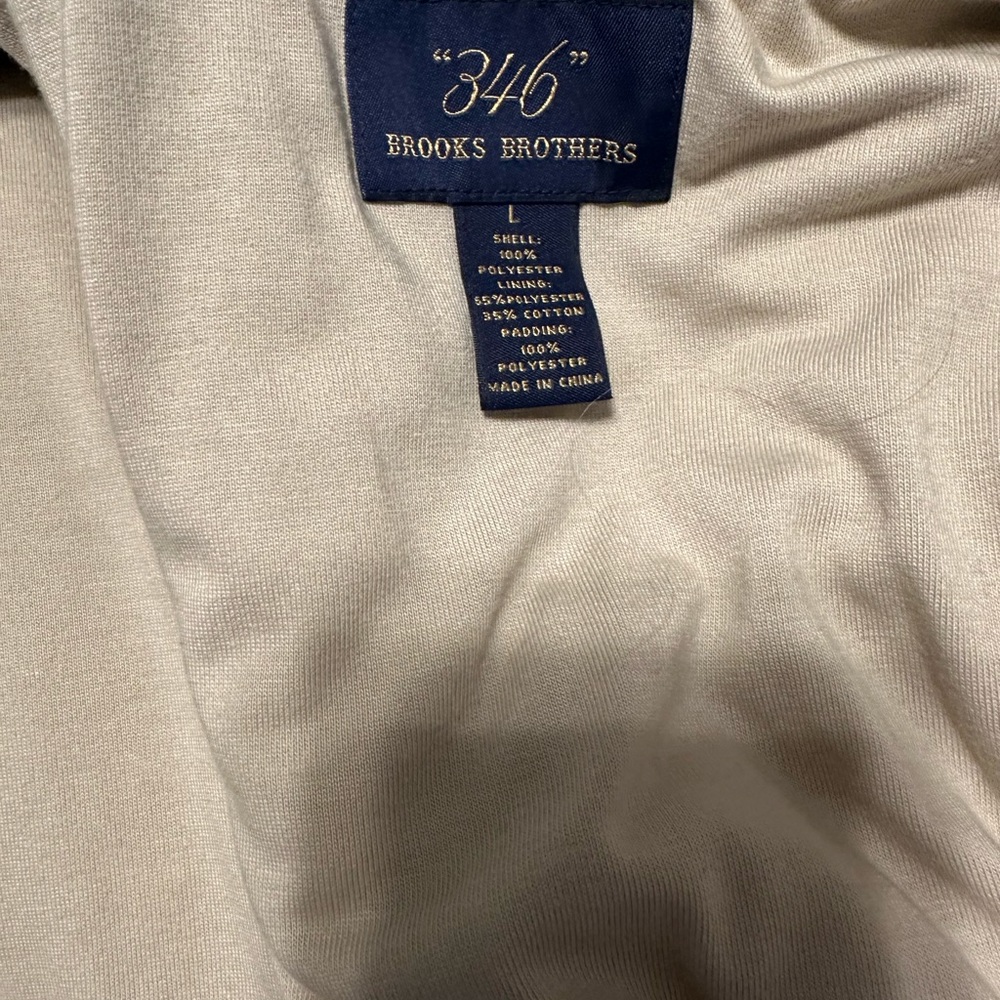 "346"
BROOKS BROTHERS
L
SHELL:
100%
POLYESTER
LINING:
65%POLYESTER
35% COTTON
PADDING:
100%
POLYESTER
MADE IN CHINA